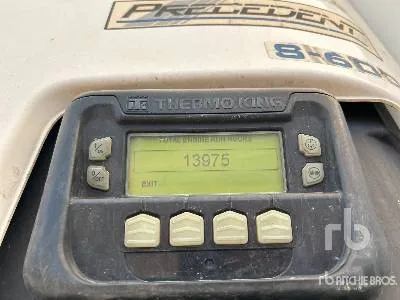 PRECEDENT
S-600
THERMO KING
TOTAL ENGINE RUN HOURS
13975
EXIT
rb
RITCHIE BROS.